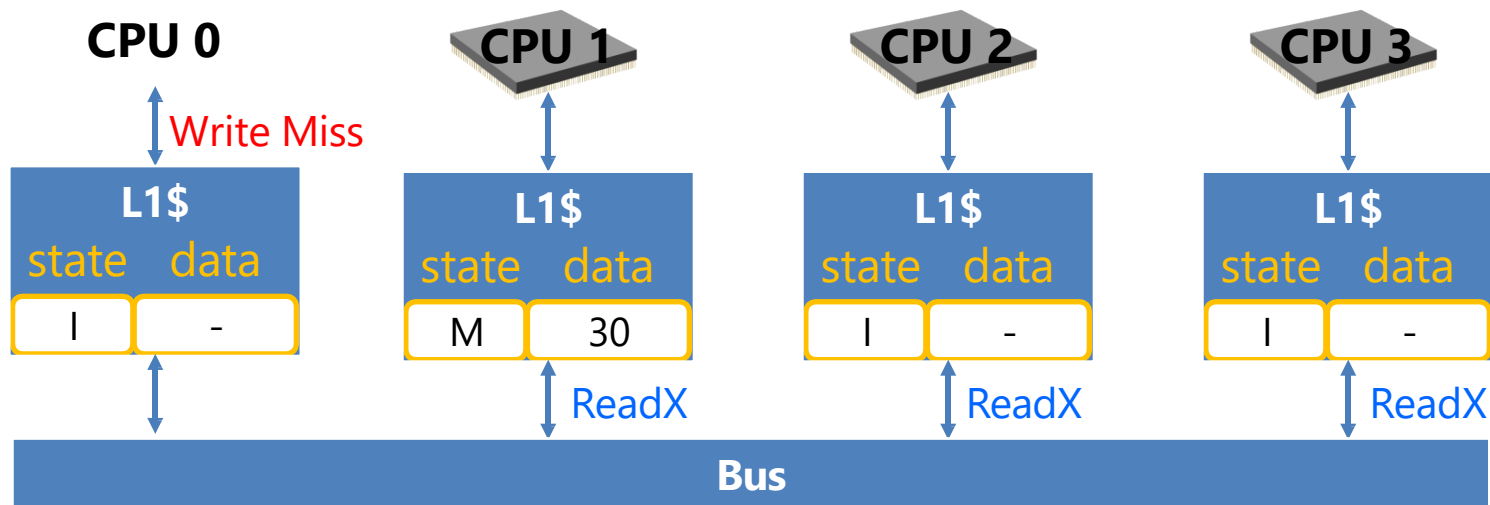 CPU 0
CPU 1
CPU 2
CPU 3
Write Miss
L1$
L1$
L1$
L1$
state data
state data
state data
state data
I -
M 30
I -
I -
ReadX
ReadX
ReadX
Bus